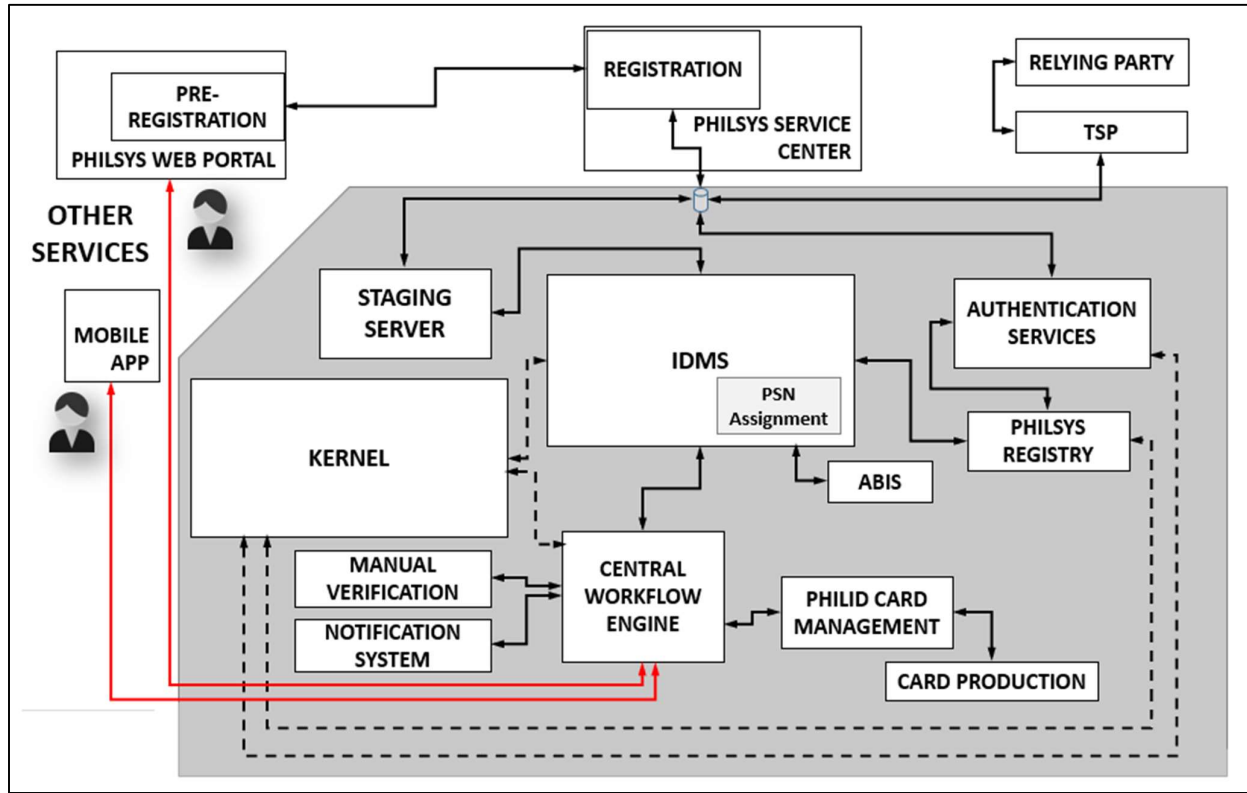 PRE-
REGISTRATION
PHILSYS WEB PORTAL
REGISTRATION
PHILSYS SERVICE
CENTER
RELYING PARTY
TSP
OTHER
SERVICES
MOBILE
APP
STAGING
SERVER
IDMS
PSN
Assignment
AUTHENTICATION
SERVICES
KERNEL
PHILSYS
REGISTRY
ABIS
MANUAL
VERIFICATION
NOTIFICATION
SYSTEM
CENTRAL
WORKFLOW
ENGINE
PHILID CARD
MANAGEMENT
CARD PRODUCTION